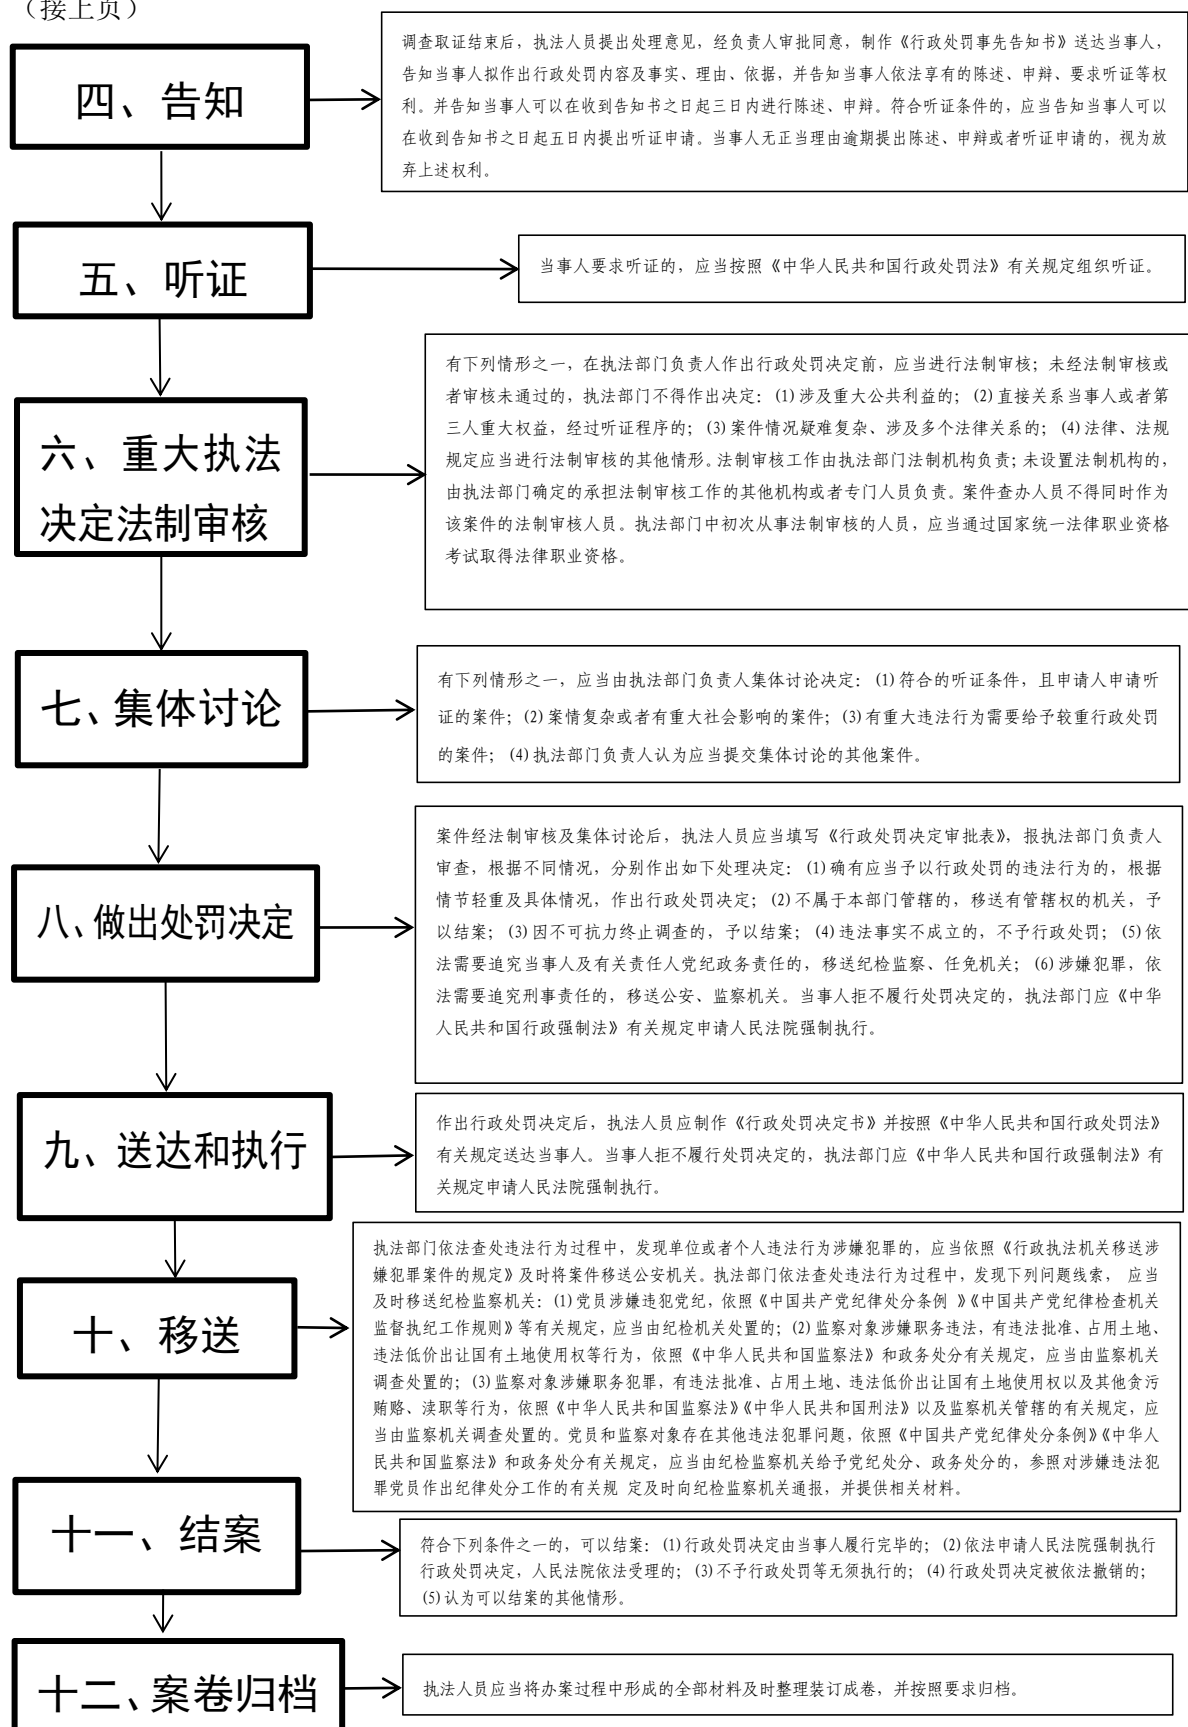 （接上页）
四、告知
调查取证结束后，执法人员提出处理意见，经负责人审批同意，制作《行政处罚事先告知书》送达当事人，
告知当事人拟作出行政处罚内容及事实、理由、依据，并告知当事人依法享有的陈述、申辩、要求听证等权
利。并告知当事人可以在收到告知书之日起三日内进行陈述、申辩。符合听证条件的，应当告知当事人可以
在收到告知书之日起五日内提出听证申请。当事人无正当理由逾期提出陈述、申辩或者听证申请的，视为放
弃上述权利。
五、听证
当事人要求听证的，应当按照《中华人民共和国行政处罚法》有关规定组织听证。
六、重大执法
决定法制审核
有下列情形之一，在执法部门负责人作出行政处罚决定前，应当进行法制审核；未经法制审核或
者审核未通过的，执法部门不得作出决定：(1)涉及重大公共利益的；(2)直接关系当事人或者第
三人重大权益，经过听证程序的；(3)案件情况疑难复杂、涉及多个法律关系的；(4)法律、法规
规定应当进行法制审核的其他情形。法制审核工作由执法部门法制机构负责；未设置法制机构的，
由执法部门确定的承担法制审核工作的其他机构或者专门人员负责。案件查办人员不得同时作为
该案件的法制审核人员。执法部门中初次从事法制审核的人员，应当通过国家统一法律职业资格
考试取得法律职业资格。
七、集体讨论
有下列情形之一，应当由执法部门负责人集体讨论决定：(1)符合的听证条件，且申请人申请听
证的案件；(2)案情复杂或者有重大社会影响的案件；(3)有重大违法行为需要给予较重行政处罚
的案件；(4)执法部门负责人认为应当提交集体讨论的其他案件。
八、做出处罚决定
案件经法制审核及集体讨论后，执法人员应当填写《行政处罚决定审批表》，报执法部门负责人
审查，根据不同情况，分别作出如下处理决定：(1)确有应当予以行政处罚的违法行为的，根据
情节轻重及具体情况，作出行政处罚决定；(2)不属于本部门管辖的，移送有管辖权的机关，予
以结案；(3)因不可抗力终止调查的，予以结案；(4)违法事实不成立的，不予行政处罚；(5)依
法需要追究当事人及有关责任人党纪政务责任的，移送纪检监察、任免机关；(6)涉嫌犯罪，依
法需要追究刑事责任的，移送公安、监察机关。当事人拒不履行处罚决定的，执法部门应《中华
人民共和国行政强制法》有关规定申请人民法院强制执行。
九、送达和执行
作出行政处罚决定后，执法人员应制作《行政处罚决定书》并按照《中华人民共和国行政处罚法》
有关规定送达当事人。当事人拒不履行处罚决定的，执法部门应《中华人民共和国行政强制法》有
关规定申请人民法院强制执行。
十、移送
执法部门依法查处违法行为过程中，发现单位或者个人违法行为涉嫌犯罪的，应当依照《行政执法机关移送涉
嫌犯罪案件的规定》及时将案件移送公安机关。执法部门依法查处违法行为过程中，发现下列问题线索， 应当
及时移送纪检监察机关：(1)党员涉嫌违犯党纪，依照《中国共产党纪律处分条例 》《中国共产党纪律检查机关
监督执纪工作规则》等有关规定，应当由纪检机关处置的；(2)监察对象涉嫌职务违法，有违法批准、占用土地、
违法低价出让国有土地使用权等行为，依照《中华人民共和国监察法》和政务处分有关规定，应当由监察机关
调查处置的；(3)监察对象涉嫌职务犯罪，有违法批准、占用土地、违法低价出让国有土地使用权以及其他贪污
贿赂、渎职等行为，依照《中华人民共和国监察法》《中华人民共和国刑法》以及监察机关管辖的有关规定，应
当由监察机关调查处置的。党员和监察对象存在其他违法犯罪问题，依照《中国共产党纪律处分条例》《中华人
民共和国监察法》和政务处分有关规定，应当由纪检监察机关给予党纪处分、政务处分的，参照对涉嫌违法犯
罪党员作出纪律处分工作的有关规 定及时向纪检监察机关通报，并提供相关材料。
十一、结案
符合下列条件之一的，可以结案：(1)行政处罚决定由当事人履行完毕的；(2)依法申请人民法院强制执行
行政处罚决定，人民法院依法受理的；(3)不予行政处罚等无须执行的；(4)行政处罚决定被依法撤销的；
(5)认为可以结案的其他情形。
十二、案卷归档
执法人员应当将办案过程中形成的全部材料及时整理装订成卷，并按照要求归档。